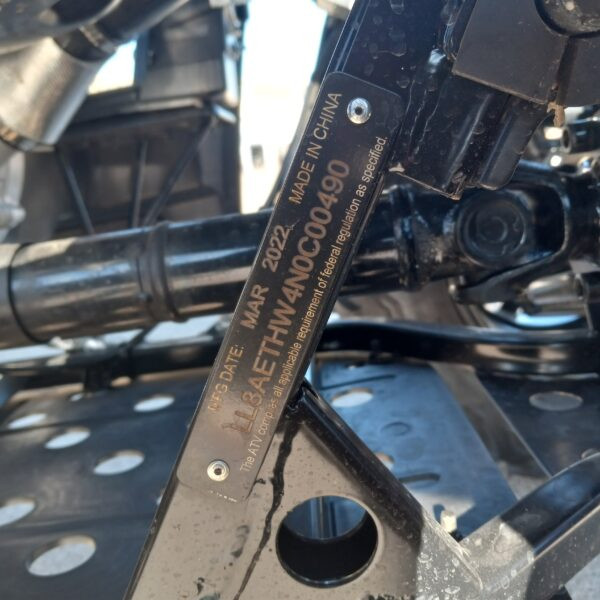 MFG DATE: MAR 2022 MADE IN CHINA
LL8AETHW4N0C00490
The ATV complies all applicable requirement of federal regulation as specified.